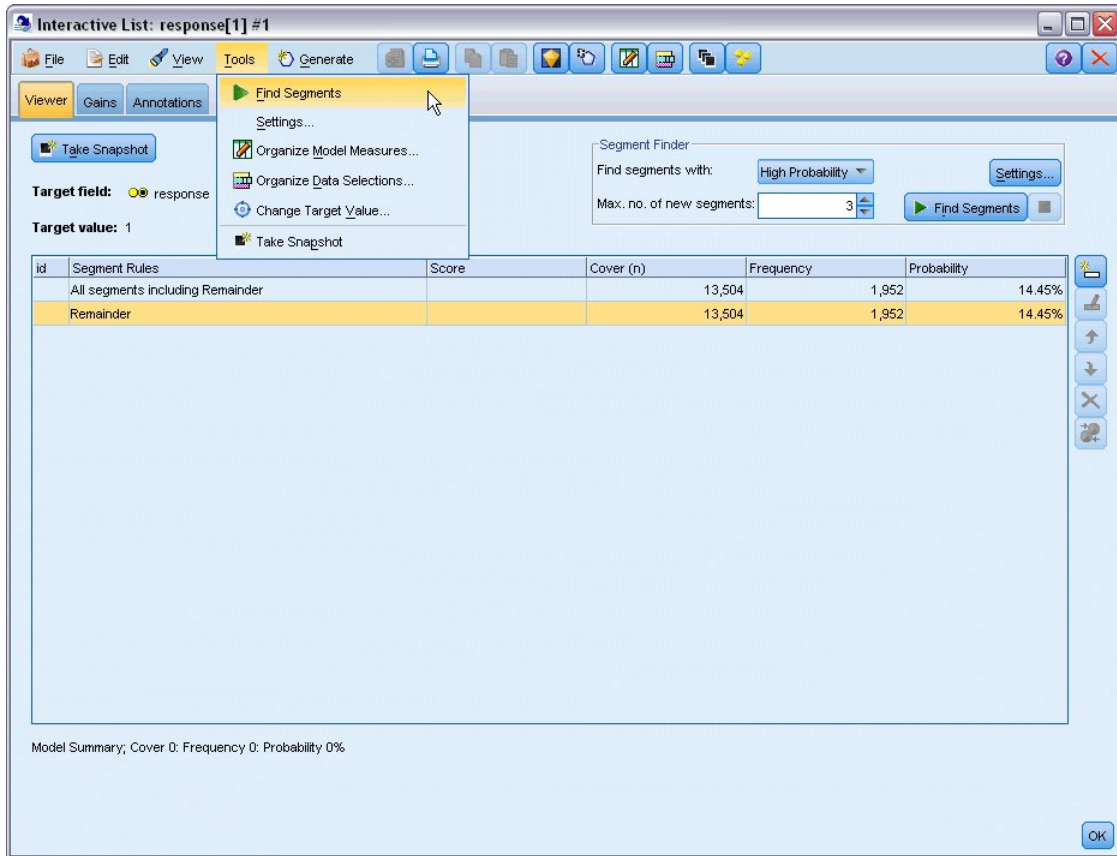 Interactive List: response[1] #1
File Edit View Tools Generate
Viewer Gains Annotations
Find Segments
Settings...
Organize Model Measures...
Organize Data Selections...
Change Target Value...
Take Snapshot
Take Snapshot
Target field: response
Target value: 1
Segment Finder
Find segments with: High Probability Settings...
Max. no. of new segments: 3 Find Segments
id Segment Rules Score Cover (n) Frequency Probability
All segments including Remainder 13,504 1,952 14.45%
Remainder 13,504 1,952 14.45%
Model Summary; Cover 0: Frequency 0: Probability 0%
OK